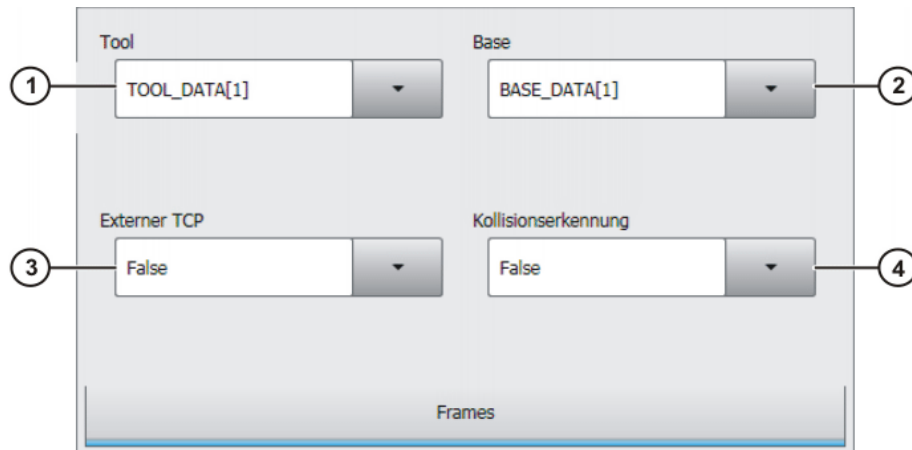 Tool Base
1 TOOL_DATA[1] BASE_DATA[1] 2
Externer TCP Kollisionserkennung
3 False False 4
Frames